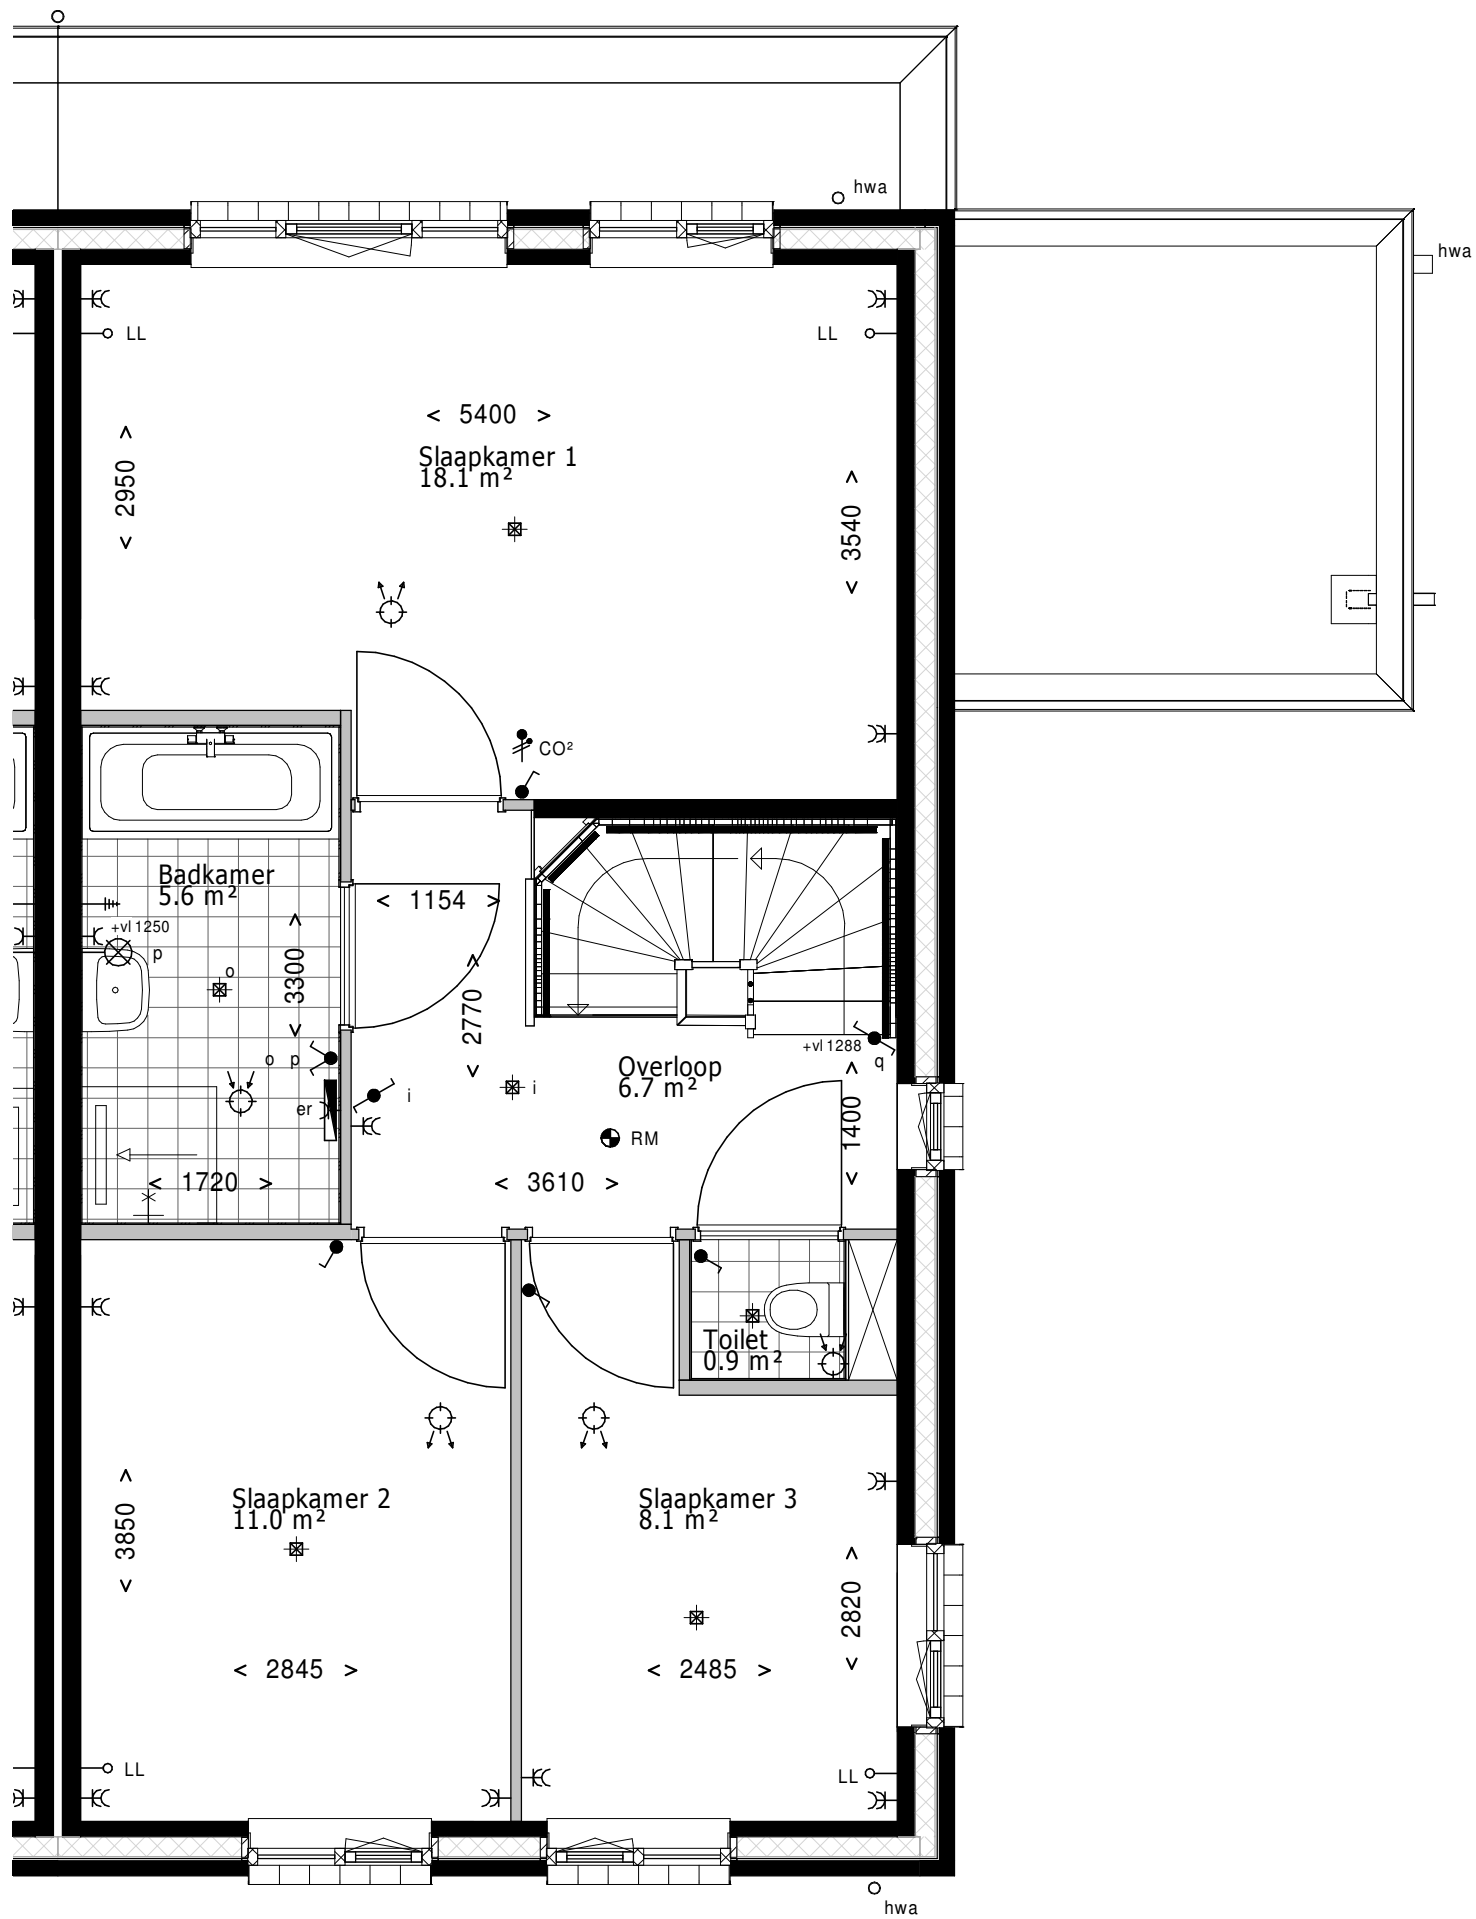 hwa
hwa
LL
LL
< 5400 >
Slaapkamer 1
18.1 m²
< 2950 >
< 3540 >
CO²
Badkamer
5.6 m²
< 1154 >
+vl 1250
p
o
< 3300 >
< 2770 >
+vl 1288
q
o p
Overloop
6.7 m²
i
i
er
< 1400 >
RM
< 1720 >
< 3610 >
Toilet
0.9 m²
Slaapkamer 2
11.0 m²
Slaapkamer 3
8.1 m²
< 3850 >
< 2820 >
< 2845 >
< 2485 >
LL
LL
hwa